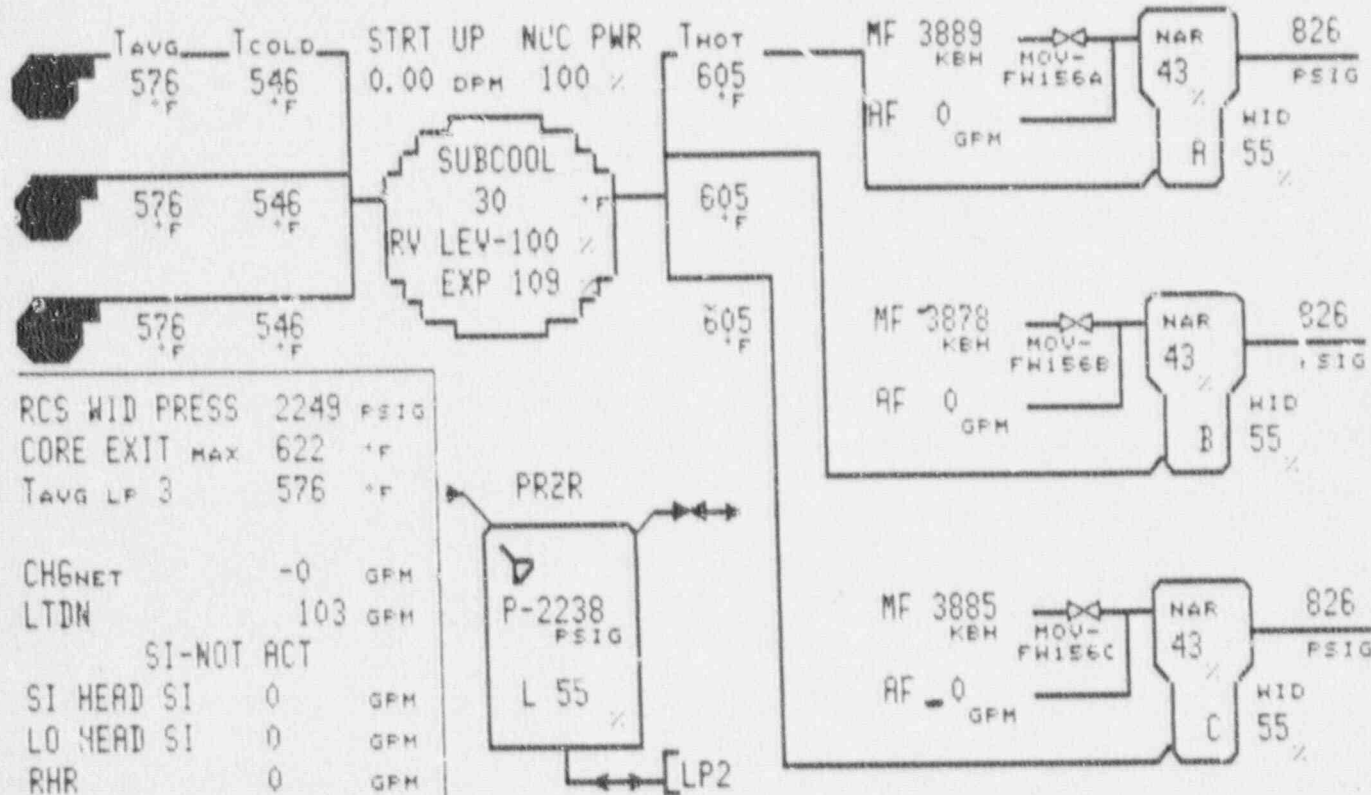 TAVG TCOLD STRT UP NUC PWR THOT
576 °F 546 °F 0.00 DPM 100 % 605 °F
576 °F 546 °F
576 °F 546 °F
SUBCOOL
30 °F
RV LEV-100 %
EXP 109 %
605 °F
605 °F
MF 3889 KBH
MOV-FW156A
AF 0 GPM
NAR
43 %
A
826 PSIG
WID
55 %
MF 3878 KBH
MOV-FW156B
AF 0 GPM
NAR
43 %
B
826 PSIG
WID
55 %
MF 3885 KBH
MOV-FW156C
AF 0 GPM
NAR
43 %
C
826 PSIG
WID
55 %
RCS WID PRESS 2249 PSIG
CORE EXIT MAX 622 °F
TAVG LP 3 576 °F
CHGNET -0 GPM
LTDN 103 GPM
SI-NOT ACT
SI HEAD SI 0 GPM
LO HEAD SI 0 GPM
RHR 0 GPM
PRZR
P-2238 PSIG
L 55 %
LP2